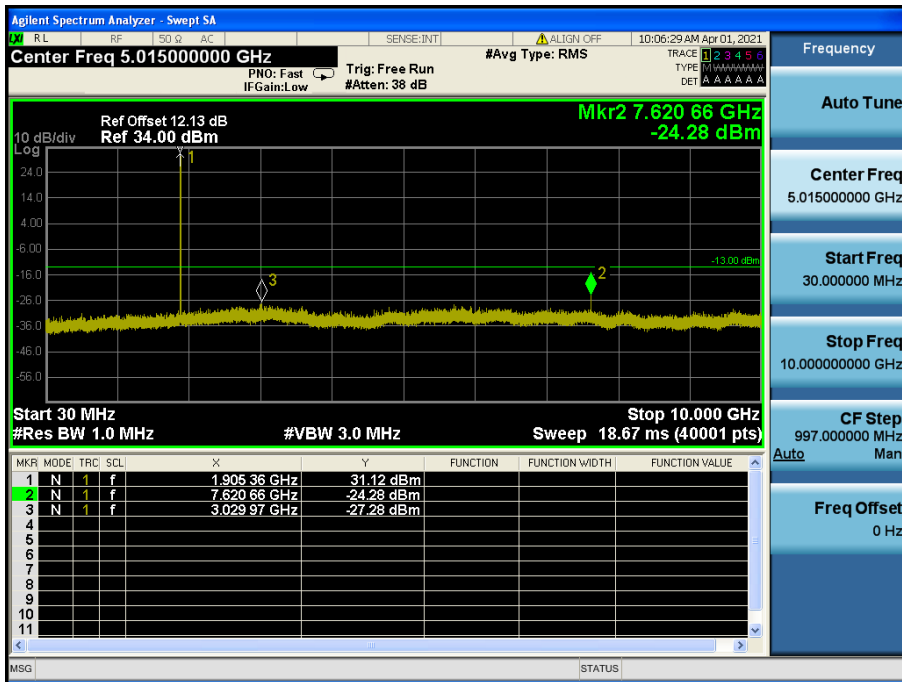 Agilent Spectrum Analyzer - Swept SA
LXI RL RF 50 Ω AC SENSE:INT ALIGN OFF 10:06:29 AM Apr 01, 2021
Center Freq 5.015000000 GHz #Avg Type: RMS TRACE 1 2 3 4 5 6
PNO: Fast Trig: Free Run TYPE M W W W W W
IFGain:Low #Atten: 38 dB DET A A A A A A
Mkr2 7.620 66 GHz
-24.28 dBm
Ref Offset 12.13 dB
10 dB/div Ref 34.00 dBm
Log
1
24.0
14.0
4.00
-6.00
-13.00 dBm
-16.0
3
2
-26.0
-36.0
-46.0
-56.0
Start 30 MHz Stop 10.000 GHz
#Res BW 1.0 MHz #VBW 3.0 MHz Sweep 18.67 ms (40001 pts)
MKR MODE TRC SCL X Y FUNCTION FUNCTION WIDTH FUNCTION VALUE
1 N 1 f 1.905 36 GHz 31.12 dBm
2 N 1 f 7.620 66 GHz -24.28 dBm
3 N 1 f 3.029 97 GHz -27.28 dBm
4
5
6
7
8
9
10
11
MSG STATUS
Frequency
Auto Tune
Center Freq
5.015000000 GHz
Start Freq
30.000000 MHz
Stop Freq
10.000000000 GHz
CF Step
997.000000 MHz
Auto Man
Freq Offset
0 Hz